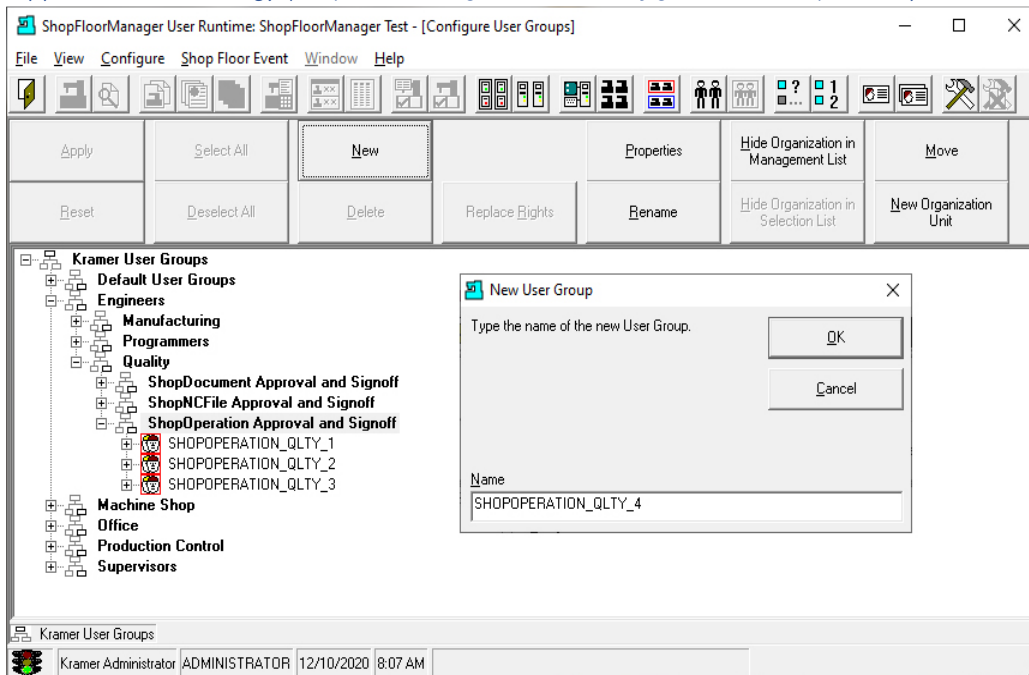 ShopFloorManager User Runtime: ShopFloorManager Test - [Configure User Groups]
File View Configure Shop Floor Event Window Help
Apply Select All New Properties Hide Organization in Management List Move
Reset Deselect All Delete Replace Rights Rename Hide Organization in Selection List New Organization Unit
Kramer User Groups
Default User Groups
Engineers
Manufacturing
Programmers
Quality
ShopDocument Approval and Signoff
ShopNCFile Approval and Signoff
ShopOperation Approval and Signoff
SHOPOPERATION_QLTY_1
SHOPOPERATION_QLTY_2
SHOPOPERATION_QLTY_3
Machine Shop
Office
Production Control
Supervisors
New User Group
Type the name of the new User Group.
OK
Cancel
Name
SHOPOPERATION_QLTY_4
Kramer User Groups
Kramer Administrator ADMINISTRATOR 12/10/2020 8:07 AM